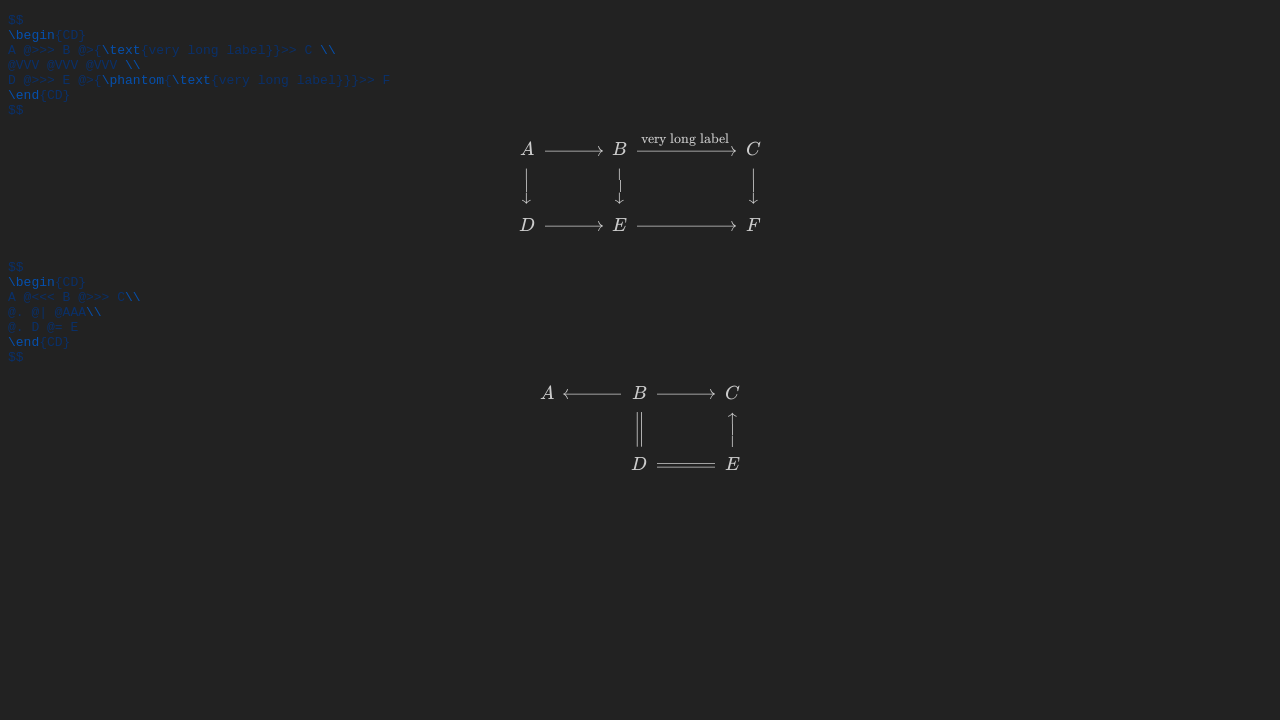 $$
\begin{CD}
A @>>> B @>{\text{very long label}}>> C \\
@VVV @VVV @VVV \\
D @>>> E @>{\phantom{\text{very long label}}}>> F
\end{CD}
$$
very long label
A B C
D E F
$$
\begin{CD}
A @<<< B @>>> C\\
@. @| @AAA\\
@. D @= E
\end{CD}
$$
A B C
D E